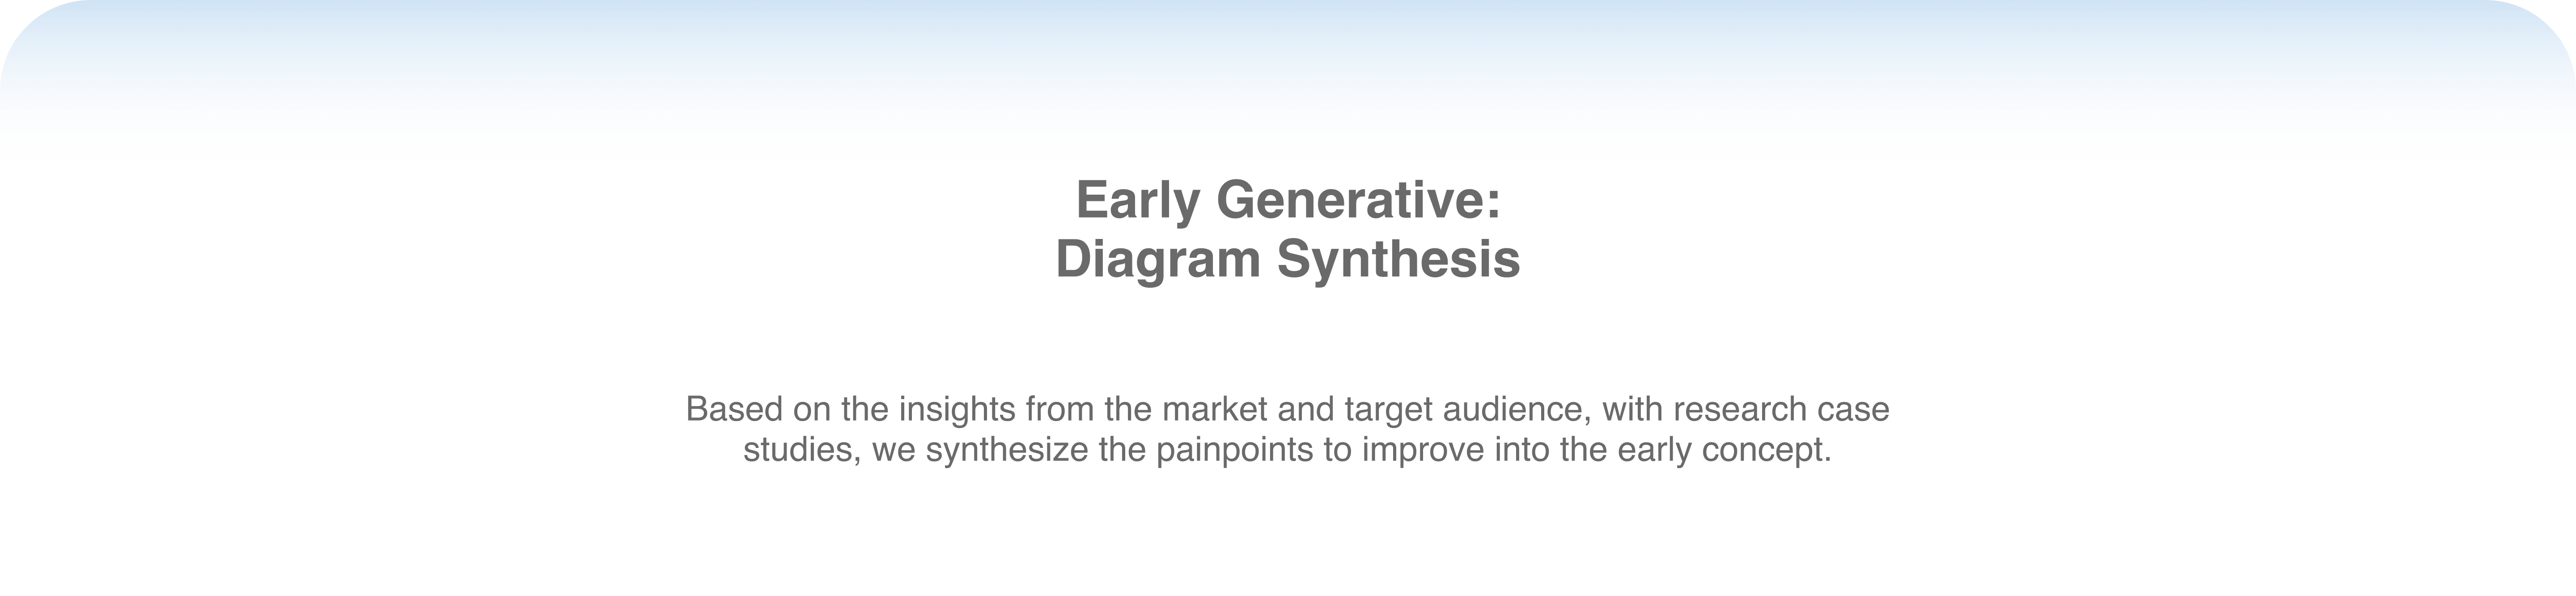 Early Generative:
Diagram Synthesis
Based on the insights from the market and target audience, with research case
studies, we synthesize the painpoints to improve into the early concept.